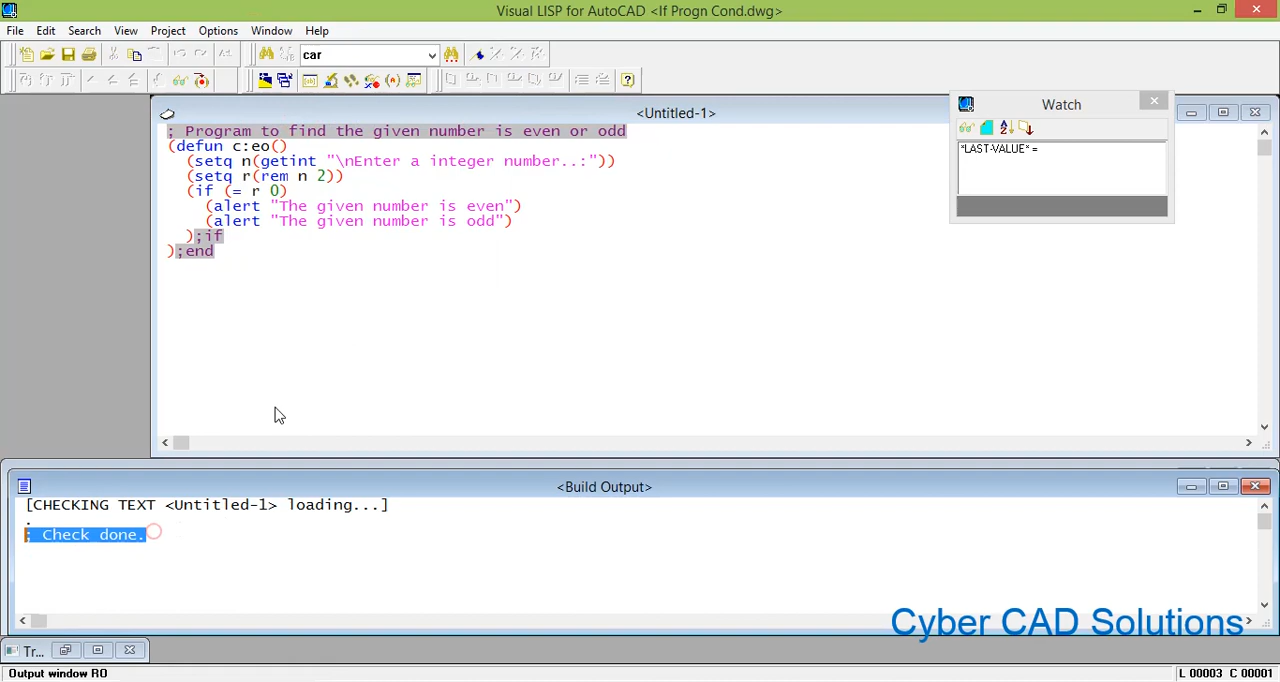 Visual LISP for AutoCAD <If Progn Cond.dwg>
File Edit Search View Project Options Window Help
car
<Untitled-1>
; Program to find the given number is even or odd
(defun c:eo()
(setq n(getint "\nEnter a integer number..:"))
(setq r(rem n 2))
(if (= r 0)
(alert "The given number is even")
(alert "The given number is odd")
);if
);end
Watch
*LAST-VALUE* =
<Build Output>
[CHECKING TEXT <Untitled-1> loading...]
.
; Check done.
Cyber CAD Solutions
Tr...
Output window RO
L 00003 C 00001